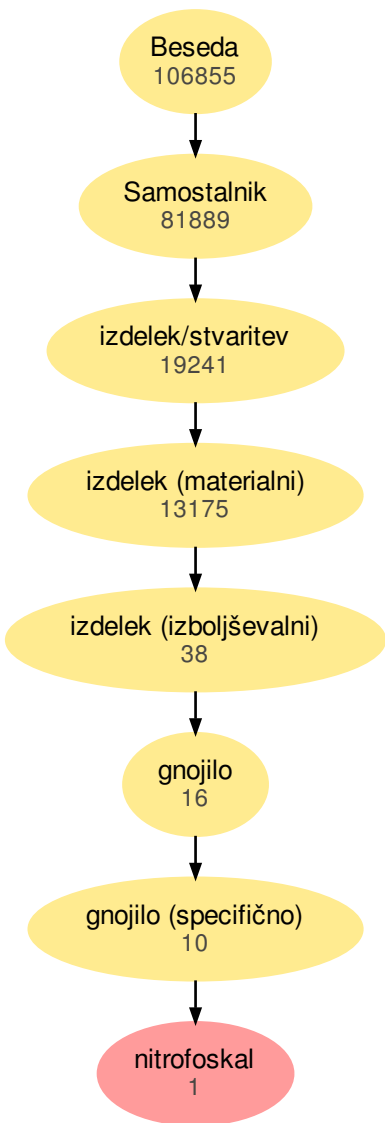 Beseda
106855
Samostalnik
81889
izdelek/stvaritev
19241
izdelek (materialni)
13175
izdelek (izboljševalni)
38
gnojilo
16
gnojilo (specifično)
10
nitrofoskal
1